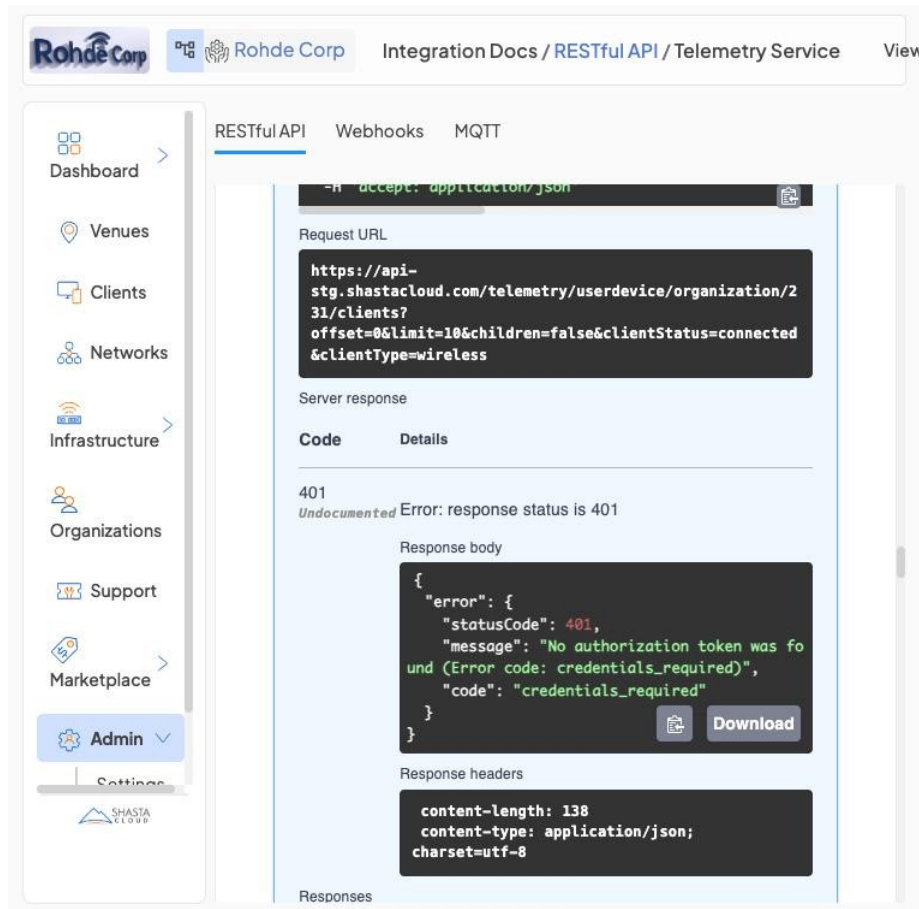 Rohde Corp
Rohde Corp
Integration Docs / RESTful API / Telemetry Service
View
Dashboard
Venues
Clients
Networks
Infrastructure
Organizations
Support
Marketplace
Admin
Settings
SHASTA
CLOUD
RESTful API
Webhooks
MQTT
-H "accept: application/json"
Request URL
https://api-
stg.shastacloud.com/telemetry/userdevice/organization/2
31/clients?
offset=0&limit=10&children=false&clientStatus=connected
&clientType=wireless
Server response
Code
Details
401
Undocumented
Error: response status is 401
Response body
{
"error": {
"statusCode": 401,
"message": "No authorization token was fo
und (Error code: credentials_required)",
"code": "credentials_required"
}
}
Download
Response headers
content-length: 138
content-type: application/json;
charset=utf-8
Responses